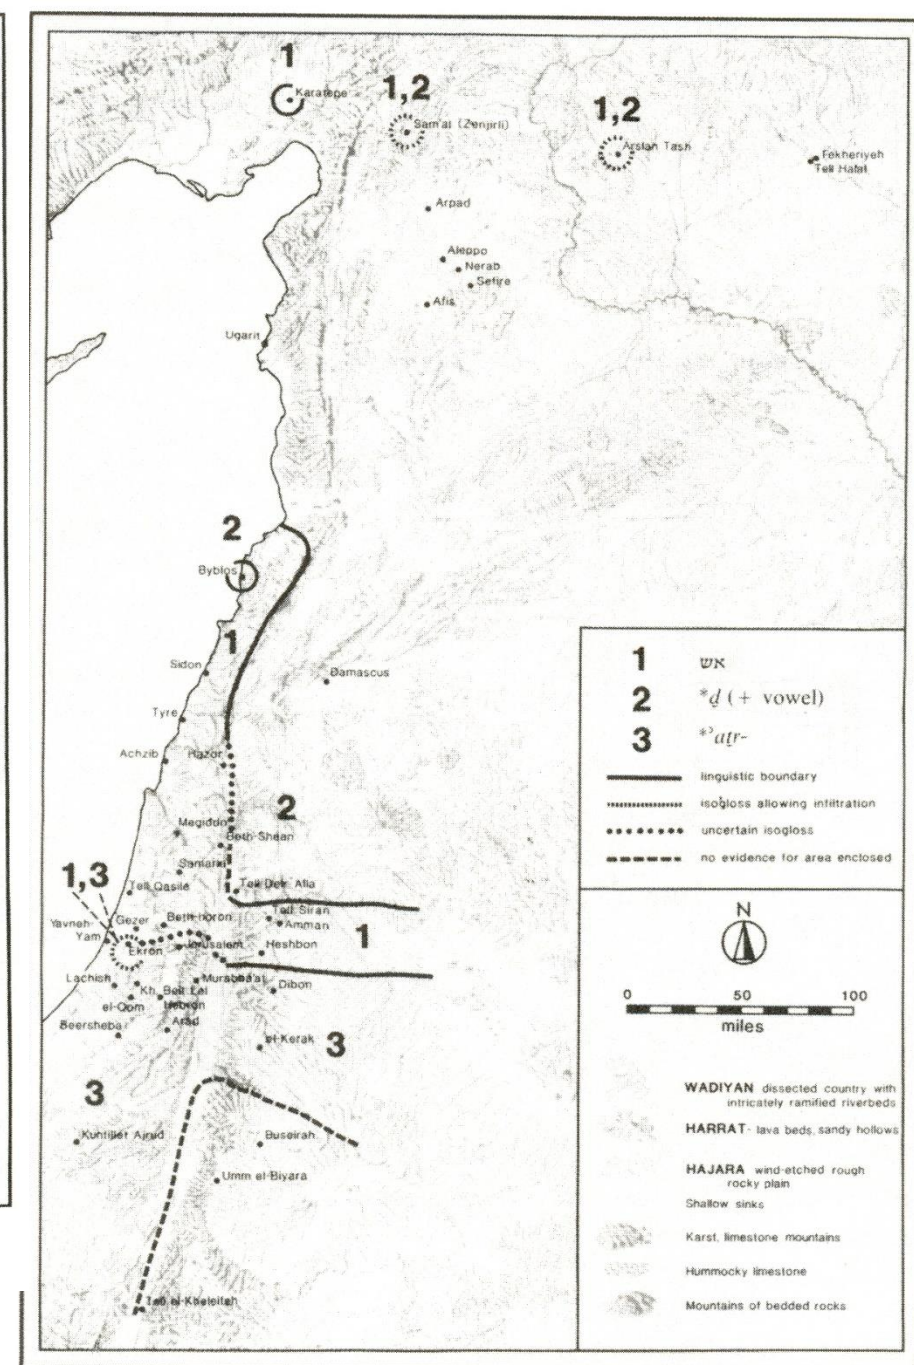 1
Karatepe
1,2
Sam'al (Zenjirli)
1,2
Arslan Tash
Fekheriyeh
Tell Halaf
Arpad
Aleppo
Nerab
Sefire
Afis
Ugarit
2
Byblos
1
Sidon
Damascus
Tyre
Achzib
Hazor
2
Megiddo
Beth-Shean
Samaria
1,3
Tell Qasile
Tell Deir 'Alla
Tell Siran
Amman
Yavneh-
Yam
Gezer
Beth-horon
1
Ekron
Jerusalem
Heshbon
Lachish
Kh. Beit Lei
Murabba'at
Dibon
el-Qom
Hebron
Beersheba
Arad
el-Kerak
3
3
Kuntillet Ajrud
Buseirah
Umm el-Biyara
Tell el-Kheleifeh
1 אש
2 *ḏ (+ vowel)
3 *ʾaṯr-
linguistic boundary
isogloss allowing infiltration
uncertain isogloss
no evidence for area enclosed
N
0 50 100
miles
WADIYAN dissected country with
intricately ramified riverbeds
HARRAT- lava beds, sandy hollows
HAJARA wind-etched rough
rocky plain
Shallow sinks
Karst, limestone mountains
Hummocky limestone
Mountains of bedded rocks